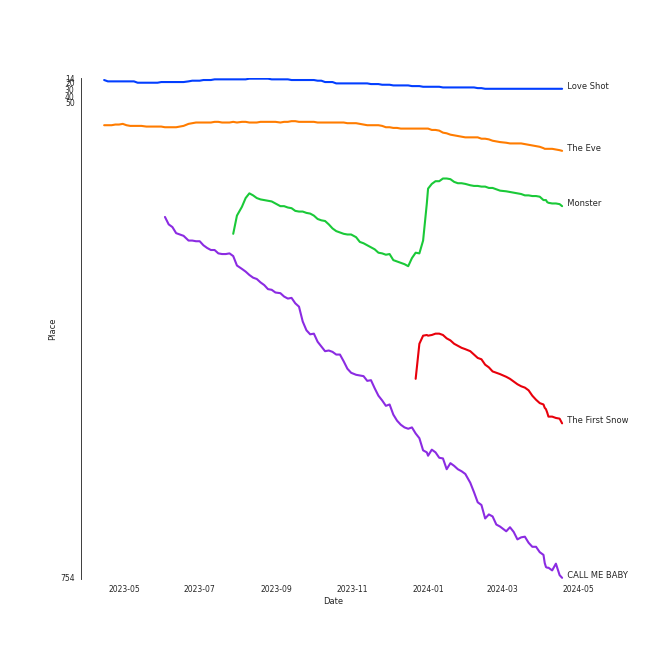 14
20
30
40
50
754
Place
Love Shot
The Eve
Monster
The First Snow
CALL ME BABY
2023-05
2023-07
2023-09
2023-11
2024-01
2024-03
2024-05
Date